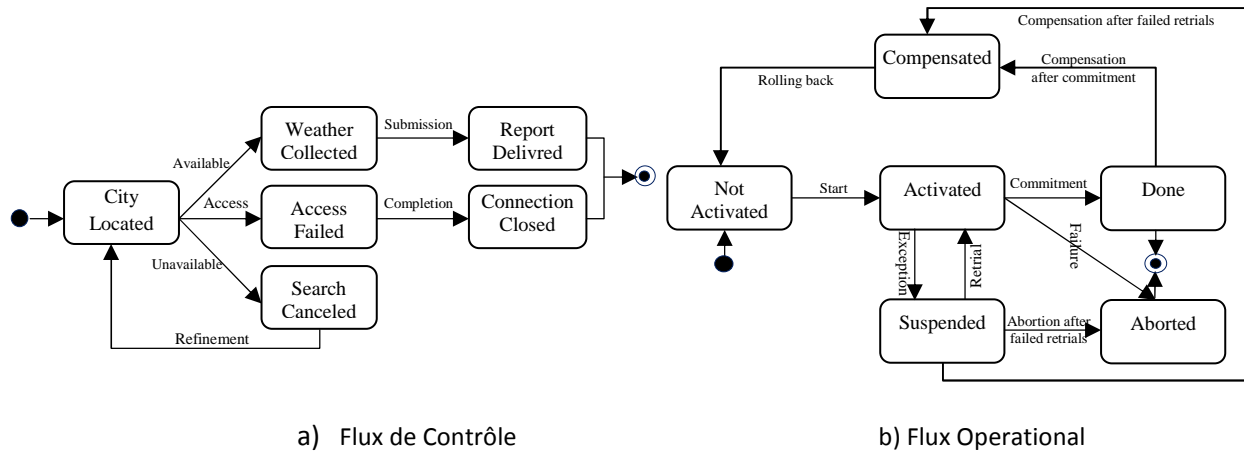 Compensation after failed retrials
Compensated
Compensation
after commitment
Rolling back
Weather
Collected
Submission
Report
Delivred
Available
City
Located
Access
Access
Failed
Completion
Connection
Closed
Unavailable
Search
Canceled
Refinement
Not
Activated
Start
Activated
Commitment
Done
Exception
Retrial
Failure
Suspended
Abortion after
failed retrials
Aborted
a) Flux de Contrôle
b) Flux Operational